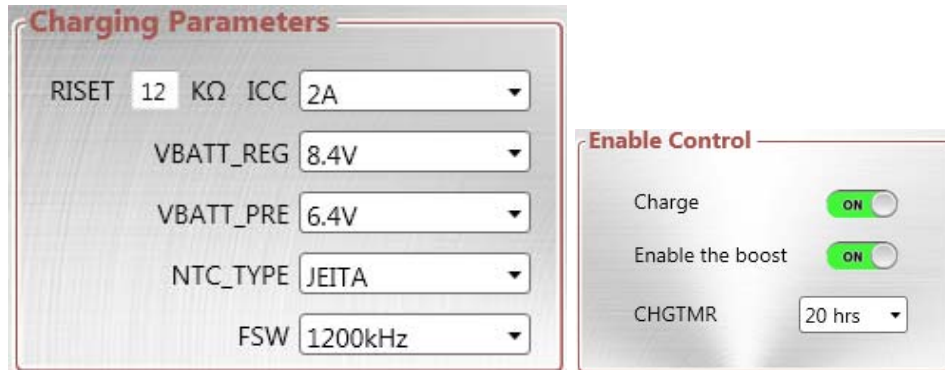 Charging Parameters
RISET 12 KΩ ICC 2A
VBATT_REG 8.4V
VBATT_PRE 6.4V
NTC_TYPE JEITA
FSW 1200kHz
Enable Control
Charge ON
Enable the boost ON
CHGTMR 20 hrs